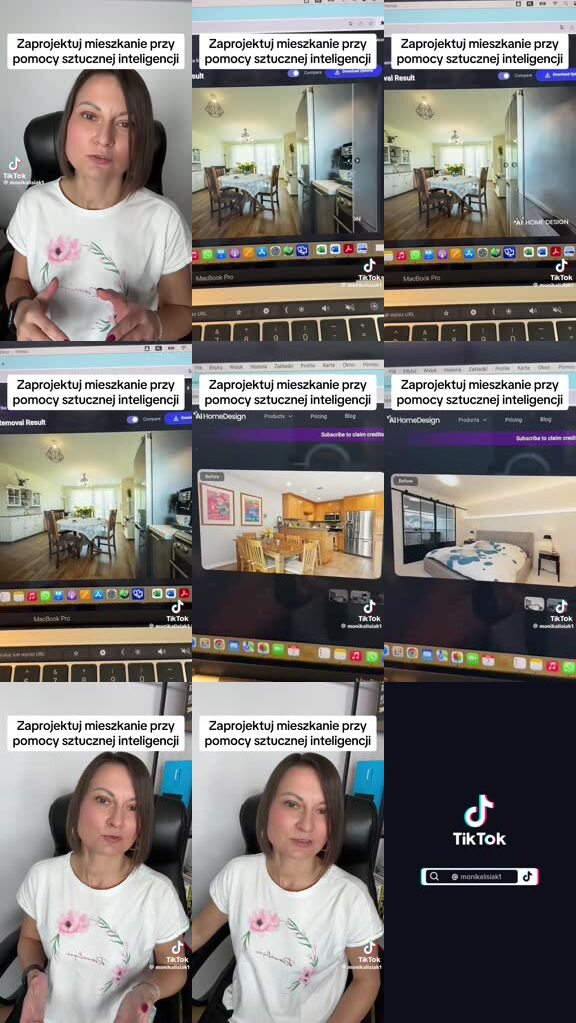 Zaprojektuj mieszkanie przy
pomocy sztucznej inteligencji
TikTok
@ monikalisiak1
Zaprojektuj mieszkanie przy
pomocy sztucznej inteligencji
sult
Compare
Download Options
MacBook Pro
TikTok
@ monikalisiak1
Zaprojektuj mieszkanie przy
pomocy sztucznej inteligencji
val Result
Compare
AI HOME DESIGN
MacBook Pro
TikTok
@ monikalisiak1
Zaprojektuj mieszkanie przy
pomocy sztucznej inteligencji
emoval Result
Compare
MacBook Pro
TikTok
@ monikalisiak1
Plik Edytuj Widok Historia Zakładki Profile Karta Okno Pomoc
Zaprojektuj mieszkanie przy
pomocy sztucznej inteligencji
AI HomeDesign
Products
Pricing
Blog
Subscribe to claim credits
Before
TikTok
@ monikalisiak1
Edytuj Widok Historia Zakładki Profile Karta Okno Pomoc
Zaprojektuj mieszkanie przy
pomocy sztucznej inteligencji
AI HomeDesign
Products
Pricing
Blog
Subscribe to claim credits
Before
TikTok
@ monikalisiak1
Zaprojektuj mieszkanie przy
pomocy sztucznej inteligencji
TikTok
@ monikalisiak1
Zaprojektuj mieszkanie przy
pomocy sztucznej inteligencji
TikTok
@ monikalisiak1
TikTok
@ monikalisiak1